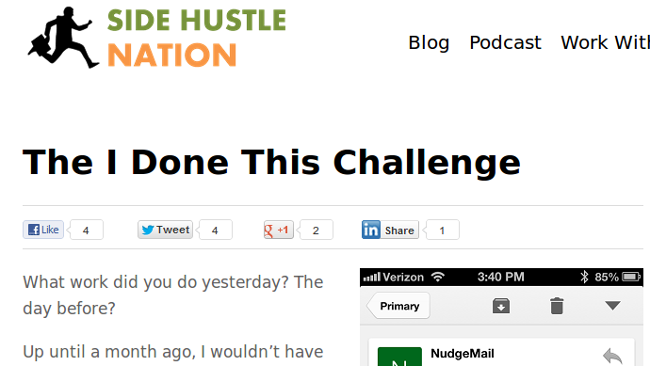 SIDE HUSTLE
NATION
Blog Podcast Work With
The I Done This Challenge
Like 4 Tweet 4 g +1 2 in Share 1
What work did you do yesterday? The
day before?
Up until a month ago, I wouldn't have
Verizon 3:40 PM 85%
Primary
N NudgeMail